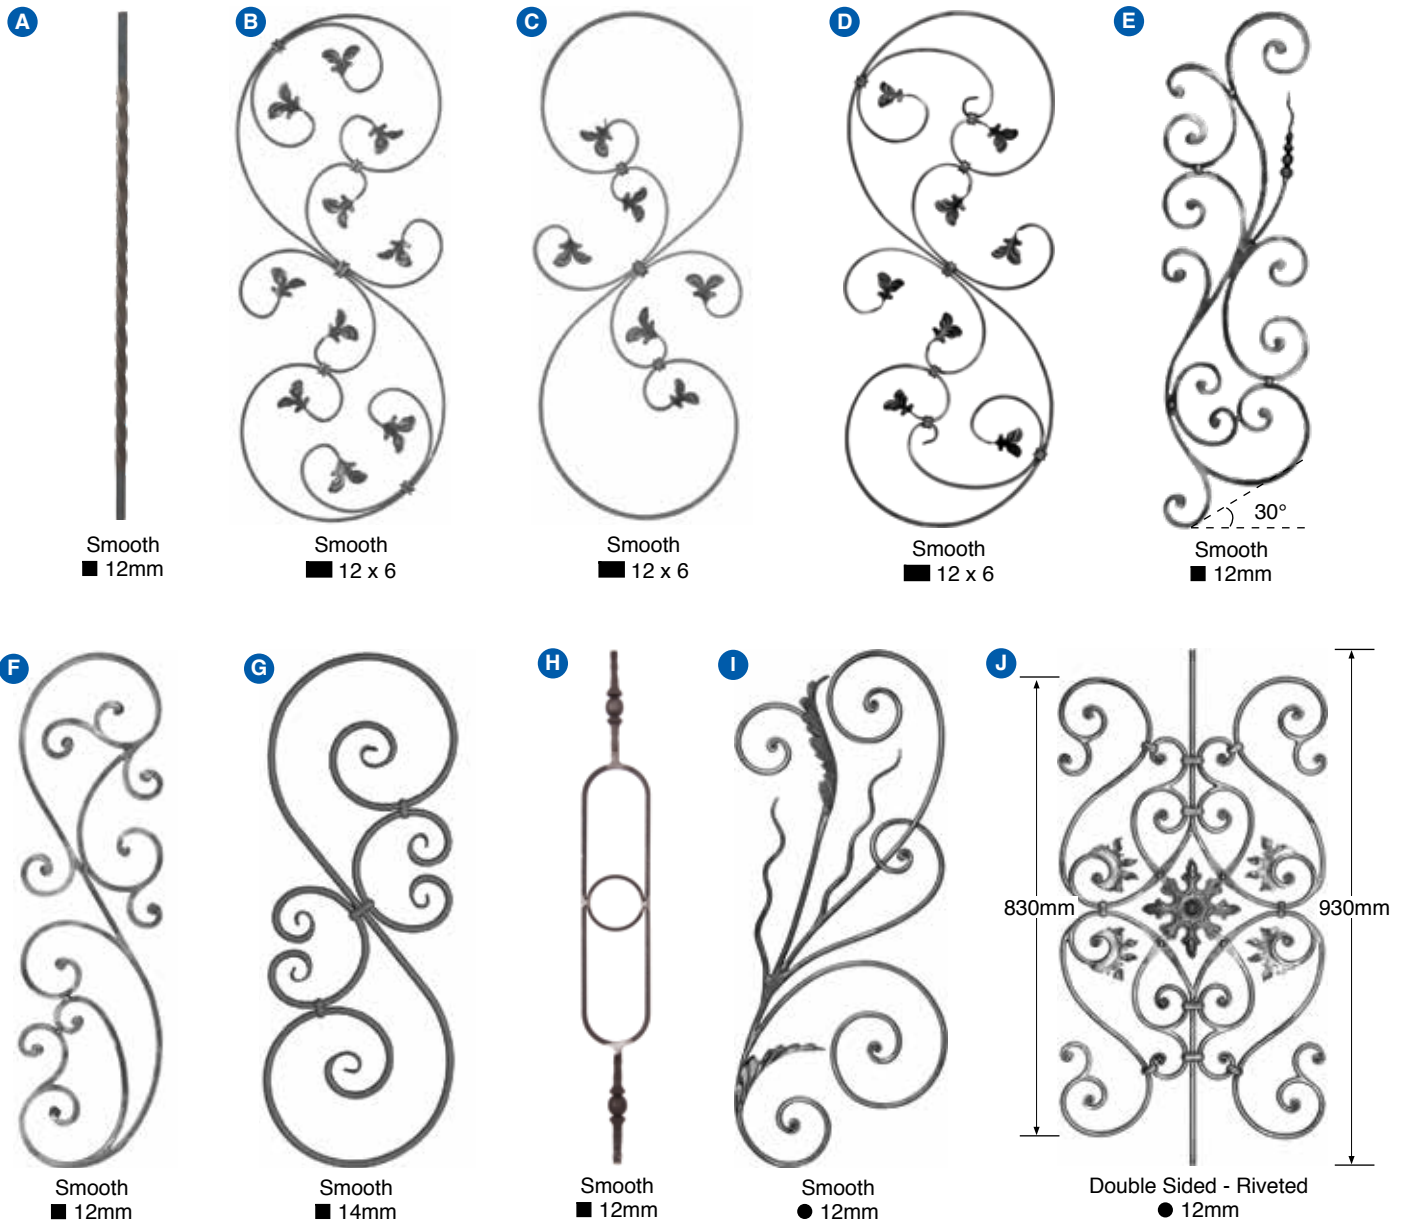 A
B
C
D
E
30°
Smooth
■ 12mm
Smooth
12 x 6
Smooth
12 x 6
Smooth
12 x 6
Smooth
■ 12mm
F
G
H
I
J
830mm
930mm
Smooth
■ 12mm
Smooth
■ 14mm
Smooth
■ 12mm
Smooth
● 12mm
Double Sided - Riveted
● 12mm